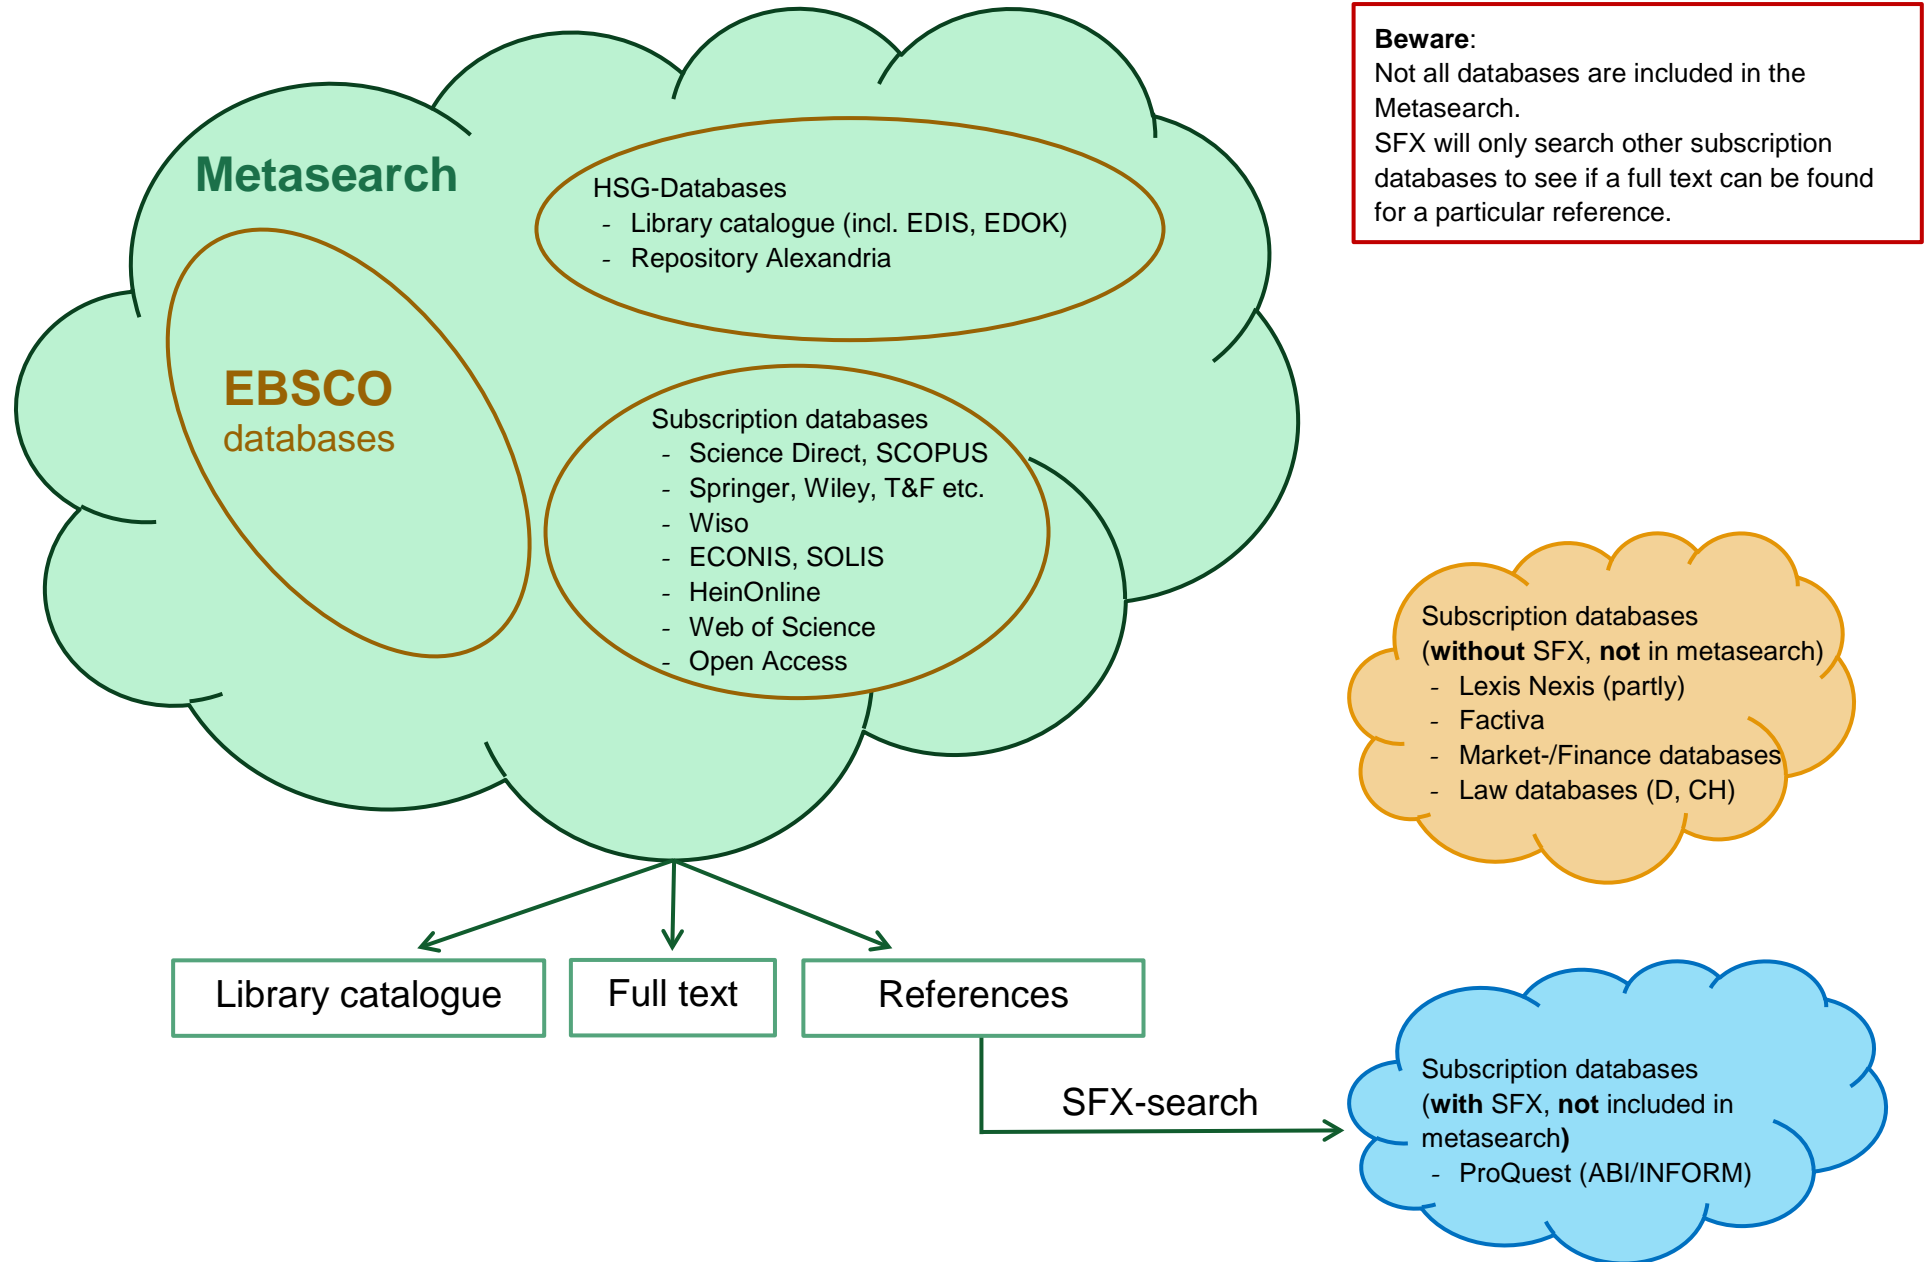 Metasearch
HSG-Databases
- Library catalogue (incl. EDIS, EDOK)
- Repository Alexandria
EBSCO
databases
Subscription databases
- Science Direct, SCOPUS
- Springer, Wiley, T&F etc.
- Wiso
- ECONIS, SOLIS
- HeinOnline
- Web of Science
- Open Access
Beware:
Not all databases are included in the
Metasearch.
SFX will only search other subscription
databases to see if a full text can be found
for a particular reference.
Subscription databases
(without SFX, not in metasearch)
- Lexis Nexis (partly)
- Factiva
- Market-/Finance databases
- Law databases (D, CH)
Library catalogue
Full text
References
SFX-search
Subscription databases
(with SFX, not included in
metasearch)
- ProQuest (ABI/INFORM)